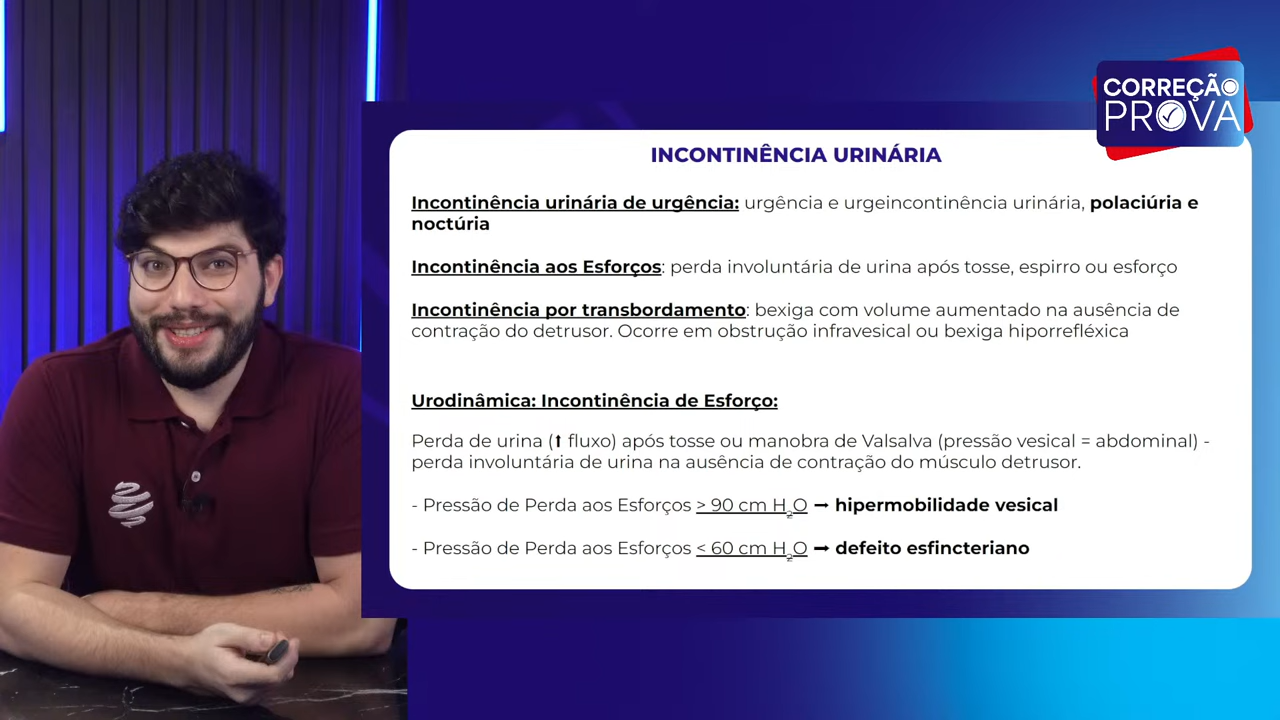 CORREÇÃO
PROVA
INCONTINÊNCIA URINÁRIA
Incontinência urinária de urgência: urgência e urgeincontinência urinária, polaciúria e
noctúria
Incontinência aos Esforços: perda involuntária de urina após tosse, espirro ou esforço
Incontinência por transbordamento: bexiga com volume aumentado na ausência de
contração do detrusor. Ocorre em obstrução infravesical ou bexiga hiporrefléxica
Urodinâmica: Incontinência de Esforço:
Perda de urina (⬆ fluxo) após tosse ou manobra de Valsalva (pressão vesical = abdominal) -
perda involuntária de urina na ausência de contração do músculo detrusor.
- Pressão de Perda aos Esforços > 90 cm H₂O ➞ hipermobilidade vesical
- Pressão de Perda aos Esforços < 60 cm H₂O ➞ defeito esfincteriano